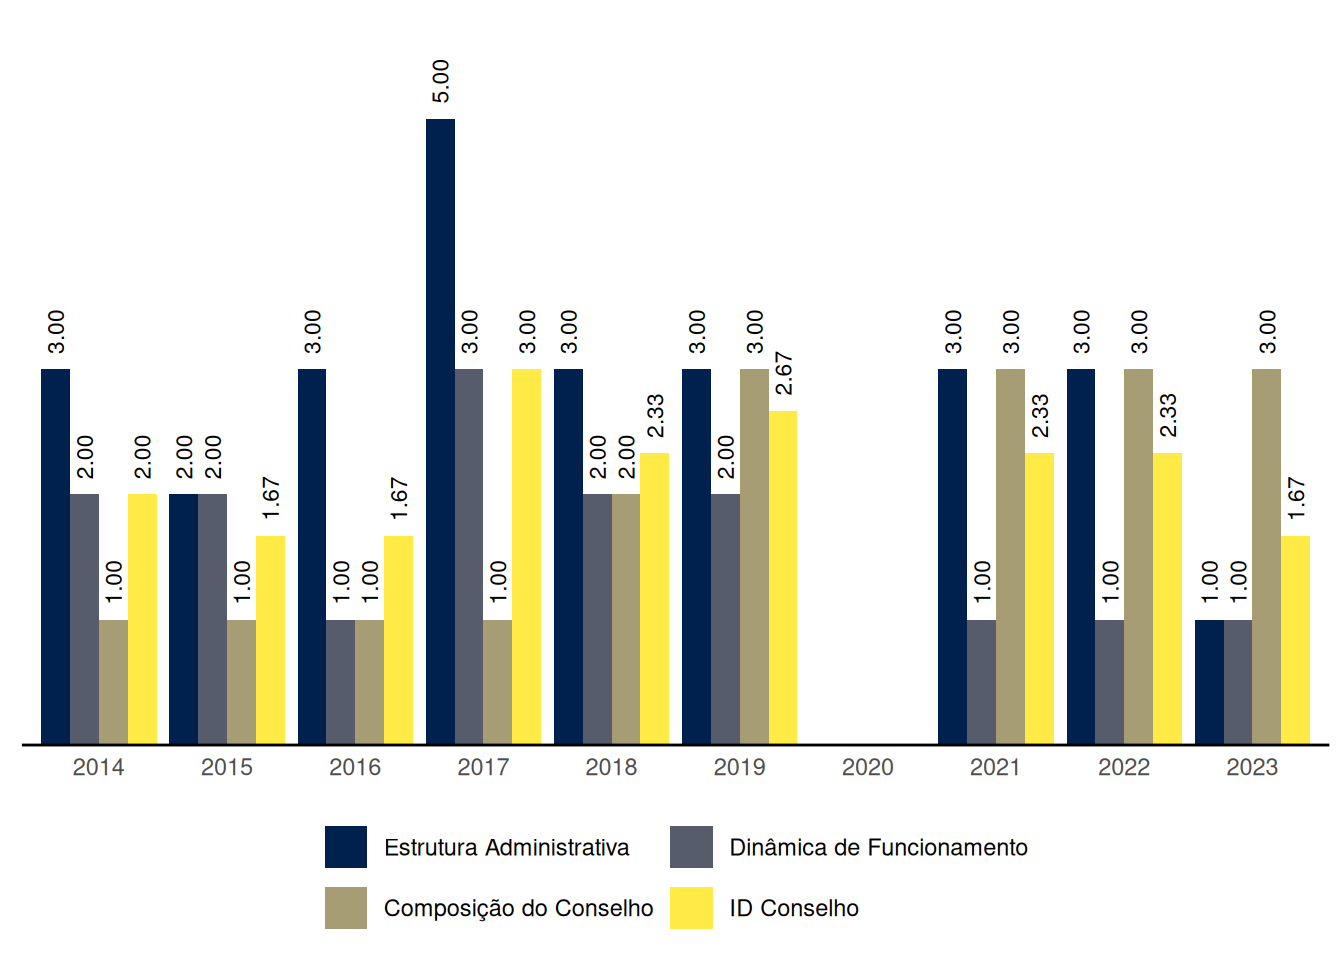 5.00
3.00 3.00 3.00 3.00 3.00 3.00 3.00 3.00 3.00 3.00 3.00 3.00 3.00
2.67
2.33 2.33 2.33
2.00 2.00 2.00 2.00 2.00 2.00 2.00
1.67 1.67 1.67
1.00 1.00 1.00 1.00 1.00 1.00 1.00 1.00 1.00
2014 2015 2016 2017 2018 2019 2020 2021 2022 2023
Estrutura Administrativa Dinâmica de Funcionamento
Composição do Conselho ID Conselho